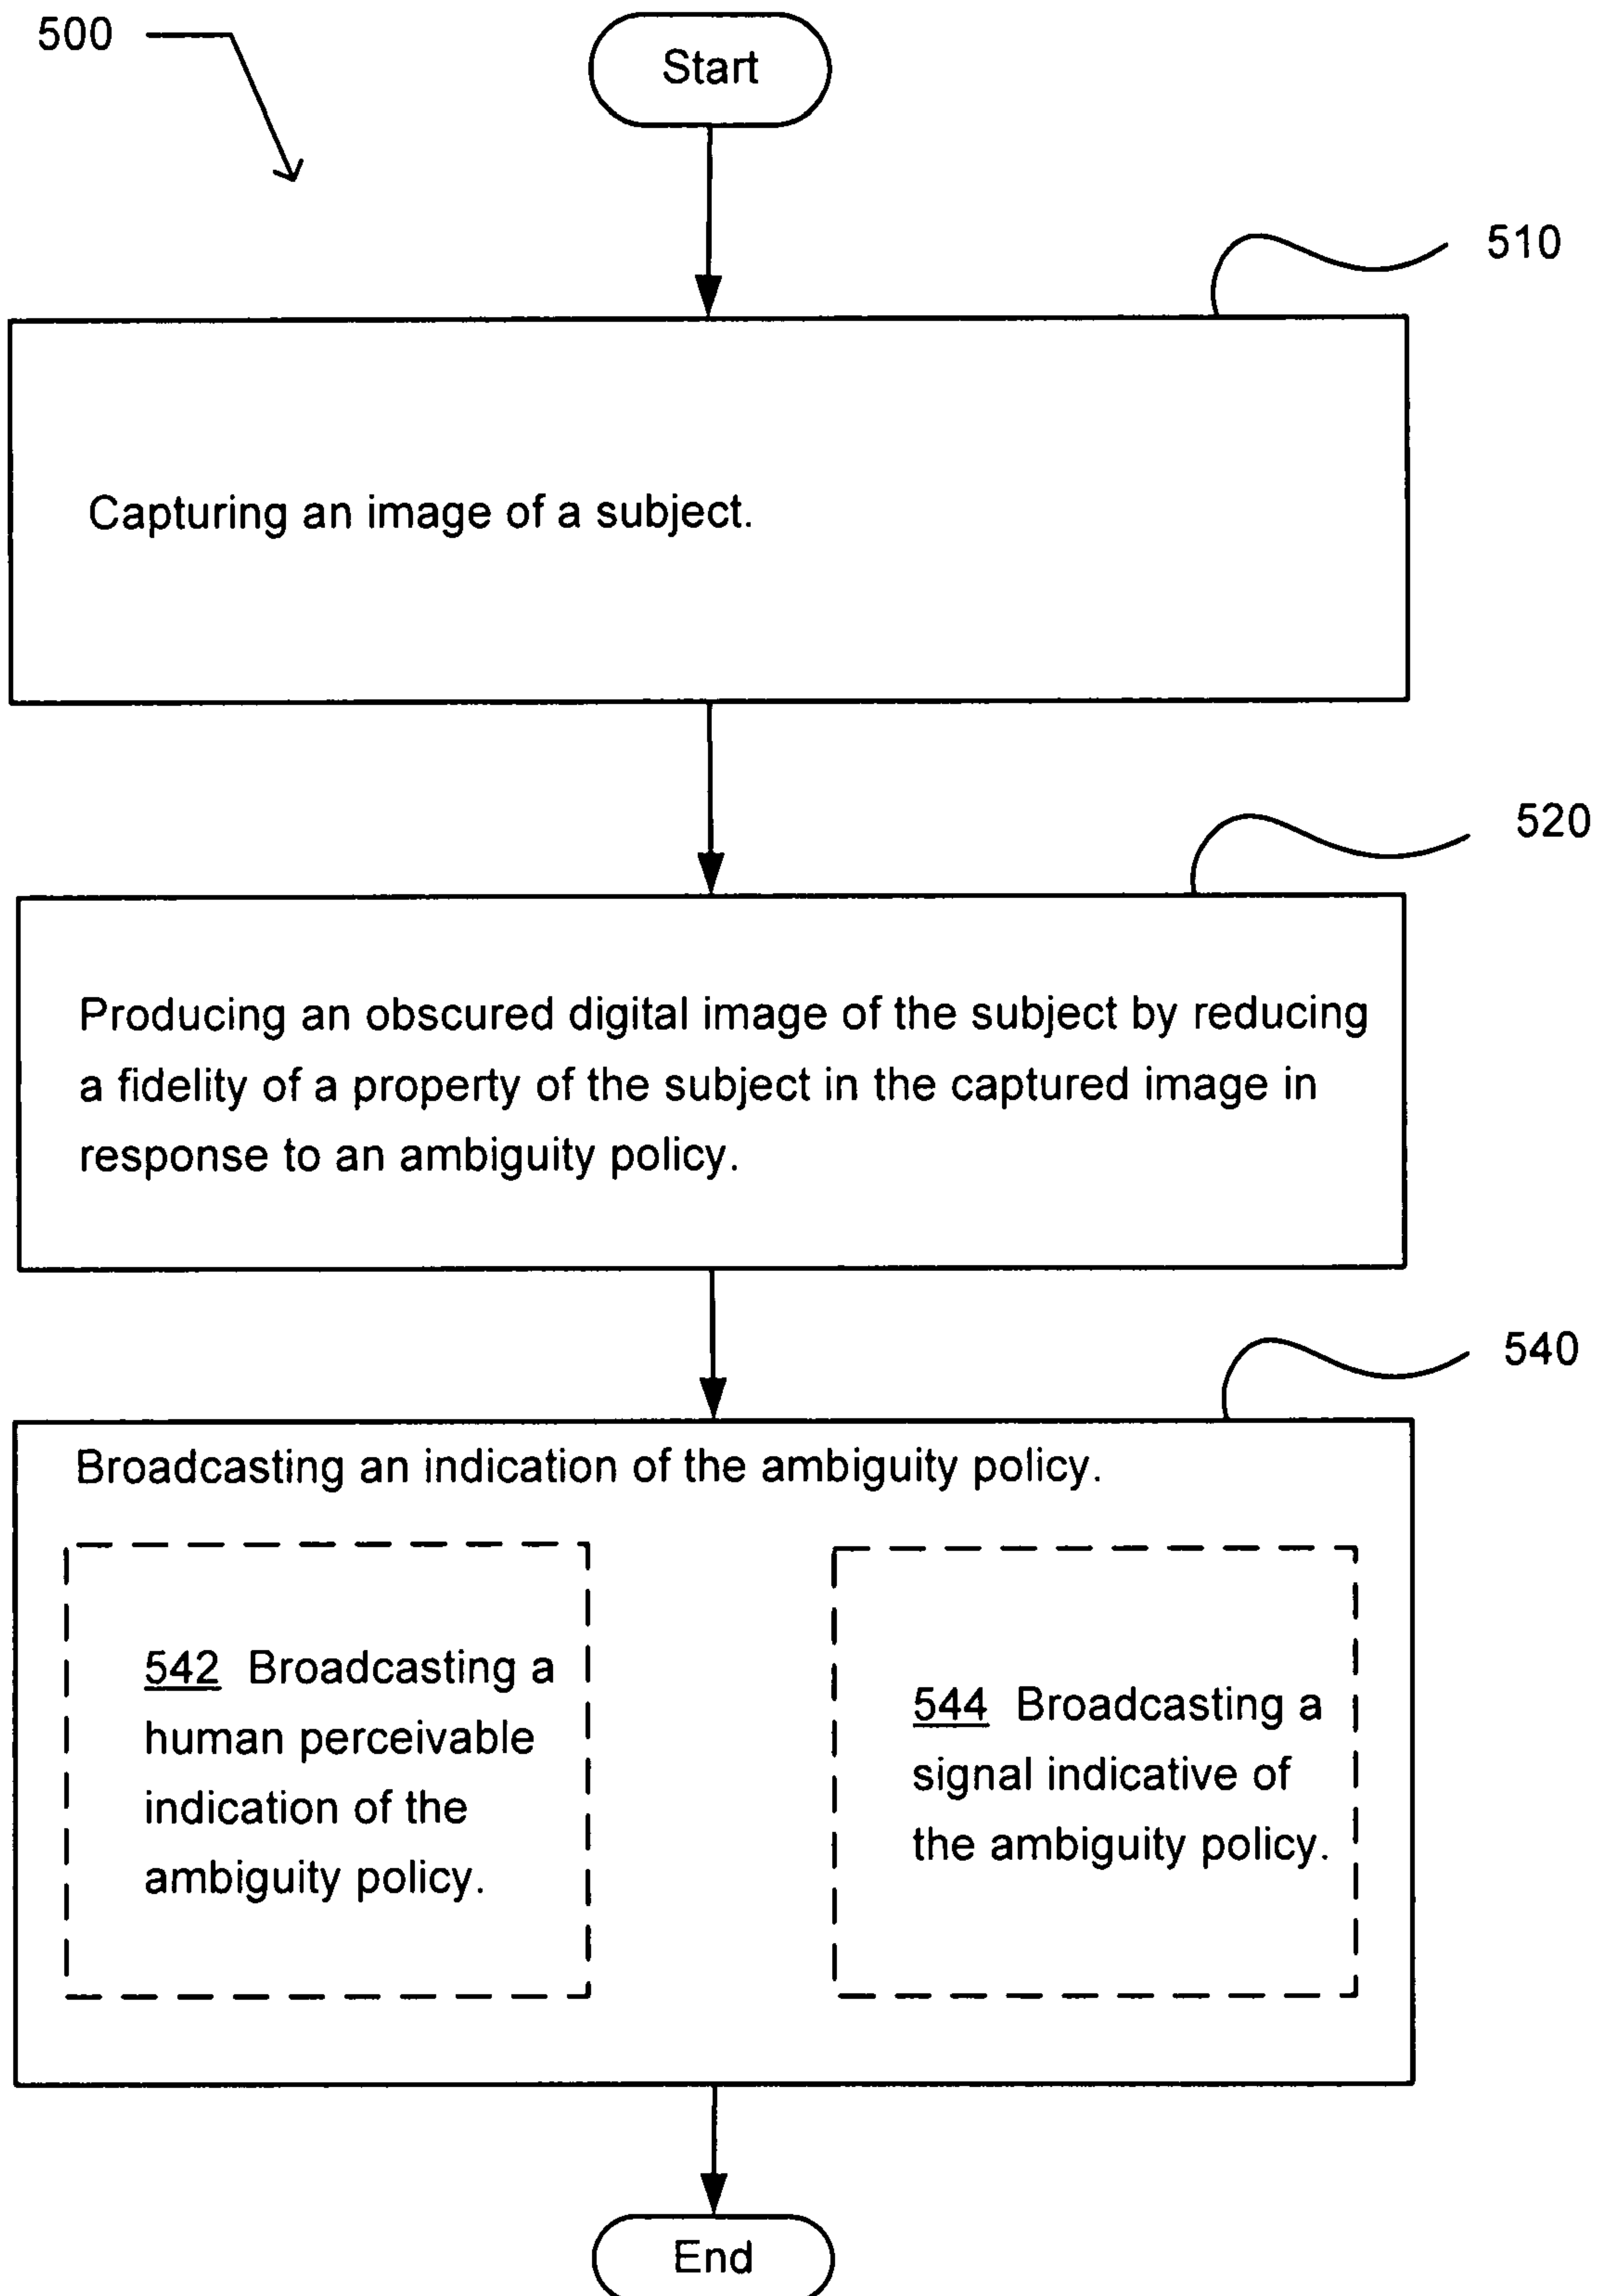 500
Start
510
Capturing an image of a subject.
520
Producing an obscured digital image of the subject by reducing
a fidelity of a property of the subject in the captured image in
response to an ambiguity policy.
540
Broadcasting an indication of the ambiguity policy.
542 Broadcasting a
human perceivable
indication of the
ambiguity policy.
544 Broadcasting a
signal indicative of
the ambiguity policy.
End